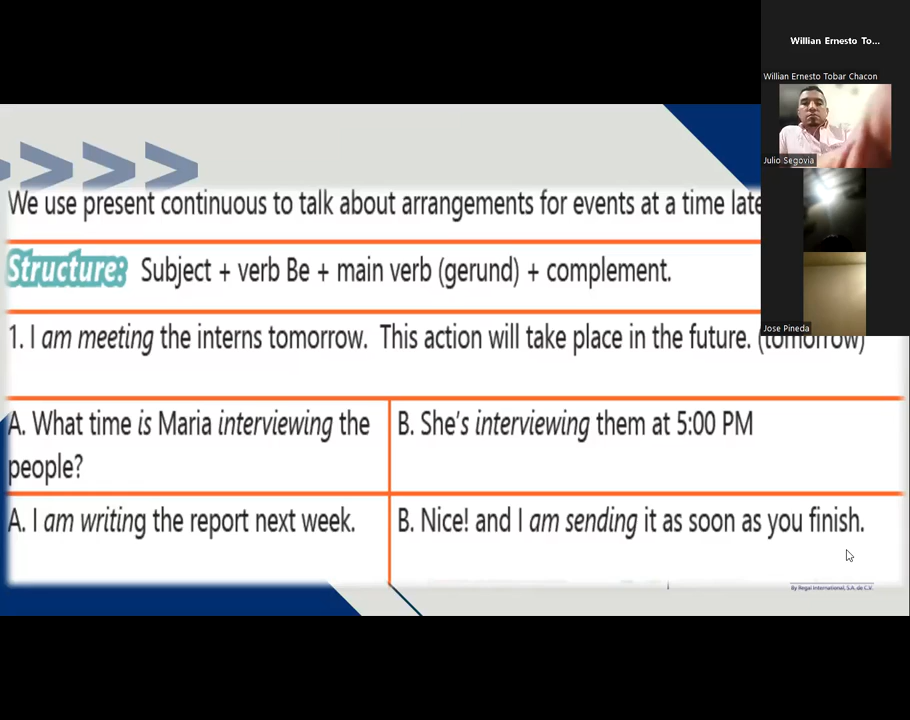 Willian Ernesto To...
Willian Ernesto Tobar Chacon
Julio Segovia
Jose Pineda
We use present continuous to talk about arrangements for events at a time late
Structure: Subject + verb Be + main verb (gerund) + complement.
1. I am meeting the interns tomorrow. This action will take place in the future. (tomorrow)
A. What time is Maria interviewing the
people?
B. She's interviewing them at 5:00 PM
A. I am writing the report next week.
B. Nice! and I am sending it as soon as you finish.
By Regal International, S.A. de C.V.